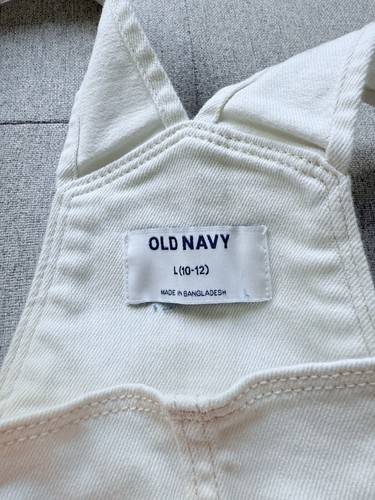 OLD NAVY
L (10-12)
MADE IN BANGLADESH